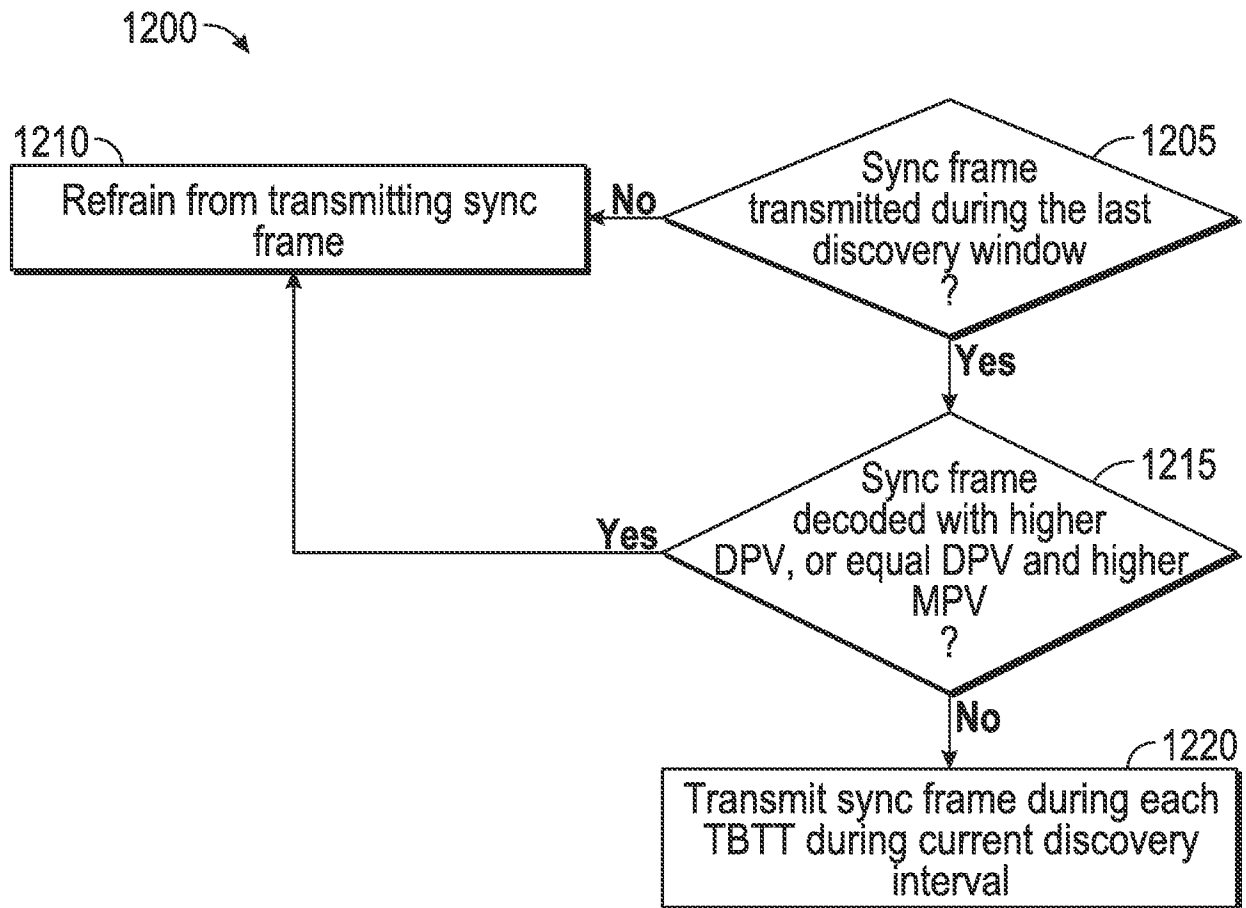 1200
1210
Refrain from transmitting sync
frame
No
1205
Sync frame
transmitted during the last
discovery window
?
Yes
1215
Sync frame
decoded with higher
DPV, or equal DPV and higher
MPV
?
Yes
No
1220
Transmit sync frame during each
TBTT during current discovery
interval